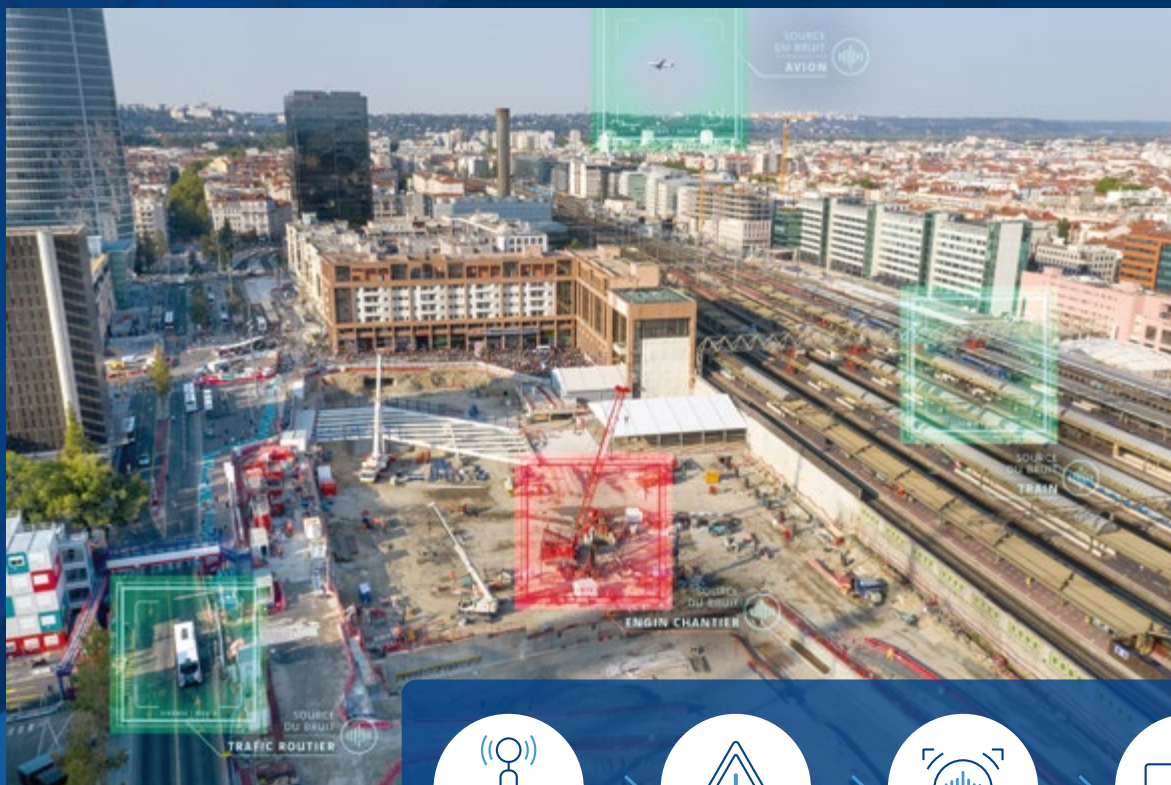 SOURCE
DU BRUIT
AVION
SOURCE
DU BRUIT
TRAIN
SOURCE
DU BRUIT
ENGIN CHANTIER
SOURCE
DU BRUIT
TRAFIC ROUTIER